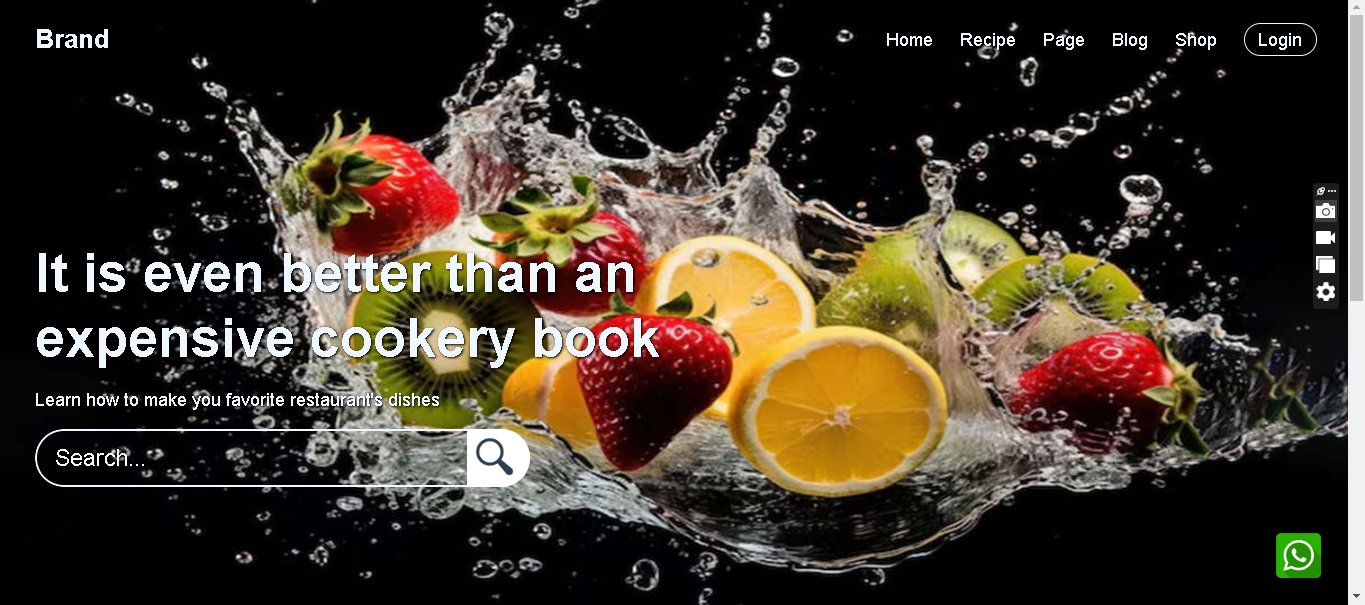 Brand
Home Recipe Page Blog Shop Login
It is even better than an
expensive cookery book
Learn how to make you favorite restaurant's dishes
Search...